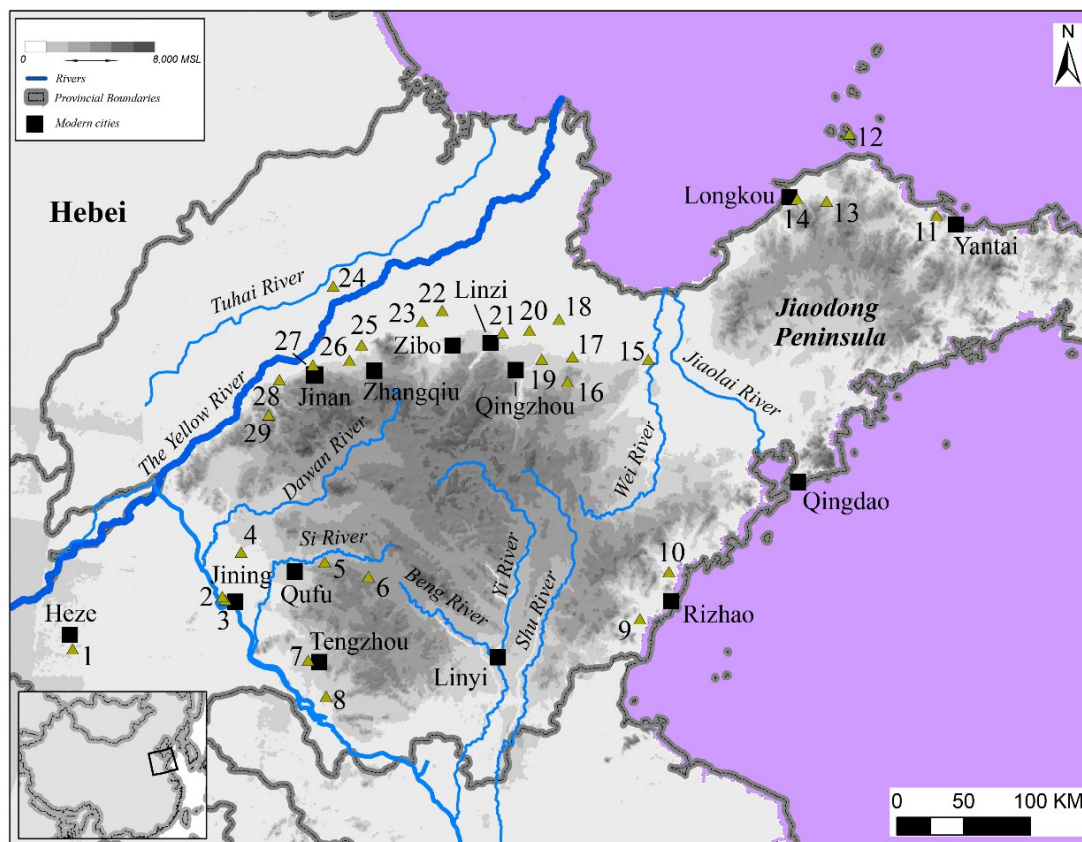 0
8,000 MSL
Rivers
Provincial Boundaries
Modern cities
N
Hebei
12
Longkou
14
13
11
Yantai
Jiaodong
Peninsula
Tuhai River
24
22
Linzi
23
21
20
18
25
27
26
Zibo
19
17
15
16
28
Jinan
Zhangqiu
Qingzhou
Jiaolai River
29
The Yellow River
Dawan River
Wei River
Qingdao
4
Si River
Jining
5
2
Qufu
6
3
Beng River
Yi River
Shu River
10
Rizhao
9
Heze
1
Tengzhou
7
Linyi
8
0
50
100 KM